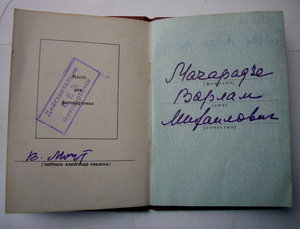 Место
для
фотокарточки
Действительно
БЕЗ
фотокарточки
(подпись владельца книжки)
Мачарадзе
(фамилия)
Варлам
(имя)
Михайлович
(отчество)